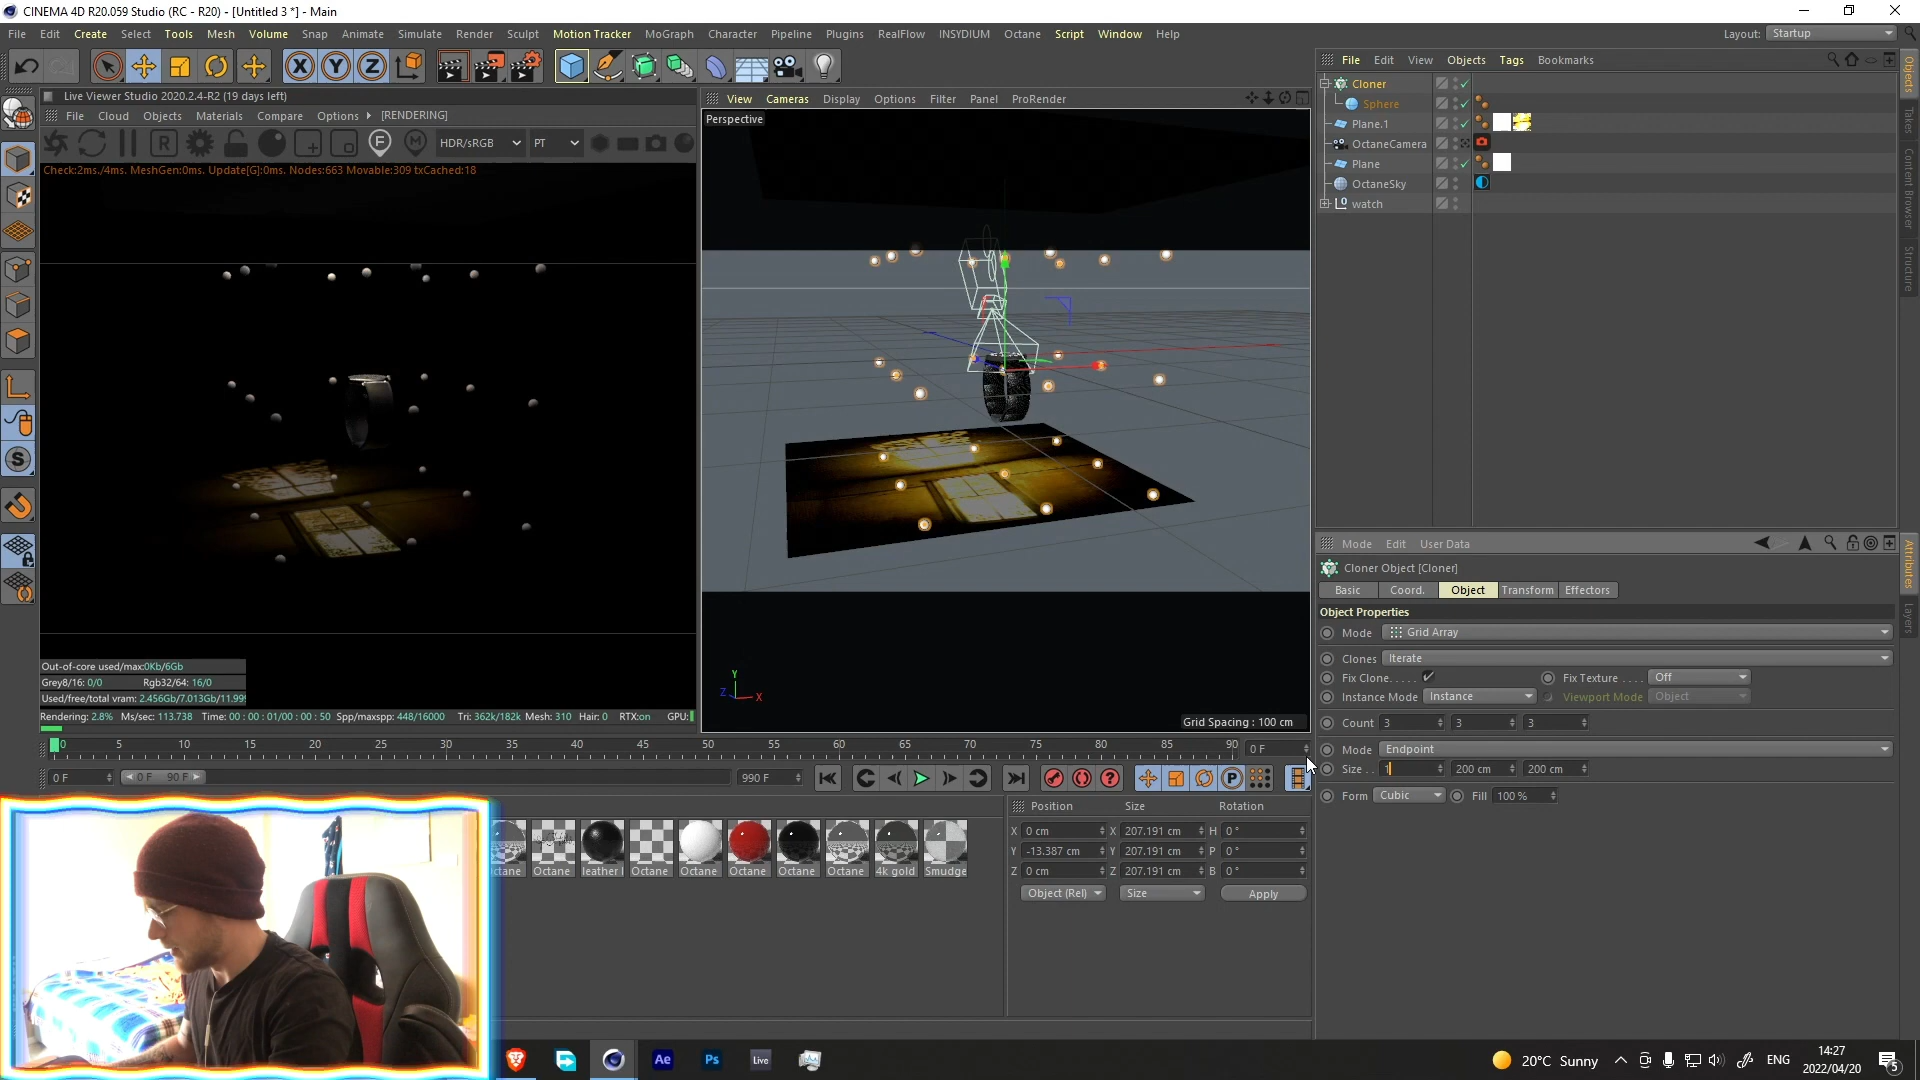 CINEMA 4D R20.059 Studio (RC - R20) - [Untitled 3 *] - Main
File Edit Create Select Tools Mesh Volume Snap Animate Simulate Render Sculpt Motion Tracker MoGraph Character Pipeline Plugins RealFlow INSYDIUM Octane Script Window Help
Layout: Startup
Live Viewer Studio 2020.2.4-R2 (19 days left)
File Cloud Objects Materials Compare Options [RENDERING]
HDR/sRGB PT
Check:2ms./4ms. MeshGen:0ms. Update[G]:0ms. Nodes:663 Movable:309 txCached:18
Out-of-core used/max:0Kb/6Gb
Grey8/16: 0/0 Rgb32/64: 16/0
Used/free/total vram: 2.456Gb/7.013Gb/11.99
Rendering: 2.8% Ms/sec: 113.738 Time: 00 : 00 : 01/00 : 00 : 50 Spp/maxspp: 448/16000 Tri: 362k/182k Mesh: 310 Hair: 0 RTX:on GPU:
View Cameras Display Options Filter Panel ProRender
Perspective
Y
Z X
Grid Spacing : 100 cm
0 5 10 15 20 25 30 35 40 45 50 55 60 65 70 75 80 85 90 0 F
0 F 0 F 90 F 990 F
Octane leather Octane Octane Octane Octane Octane 4k gold Smudge
Position Size Rotation
X 0 cm X 207.191 cm H 0 °
Y -13.387 cm Y 207.191 cm P 0 °
Z 0 cm Z 207.191 cm B 0 °
Object (Rel) Size Apply
File Edit View Objects Tags Bookmarks
Cloner
Sphere
Plane.1
OctaneCamera
Plane
OctaneSky
watch
Objects
Takes
Content Browser
Structure
Mode Edit User Data
Cloner Object [Cloner]
Basic Coord. Object Transform Effectors
Object Properties
Mode Grid Array
Clones Iterate
Fix Clone..... Fix Texture .... Off
Instance Mode Instance Viewport Mode Object
Count 3 3 3
Mode Endpoint
Size . . 1 200 cm 200 cm
Form Cubic Fill 100 %
Attributes
Layers
Ae Ps Live
20°C Sunny ENG 14:27
2022/04/20
5